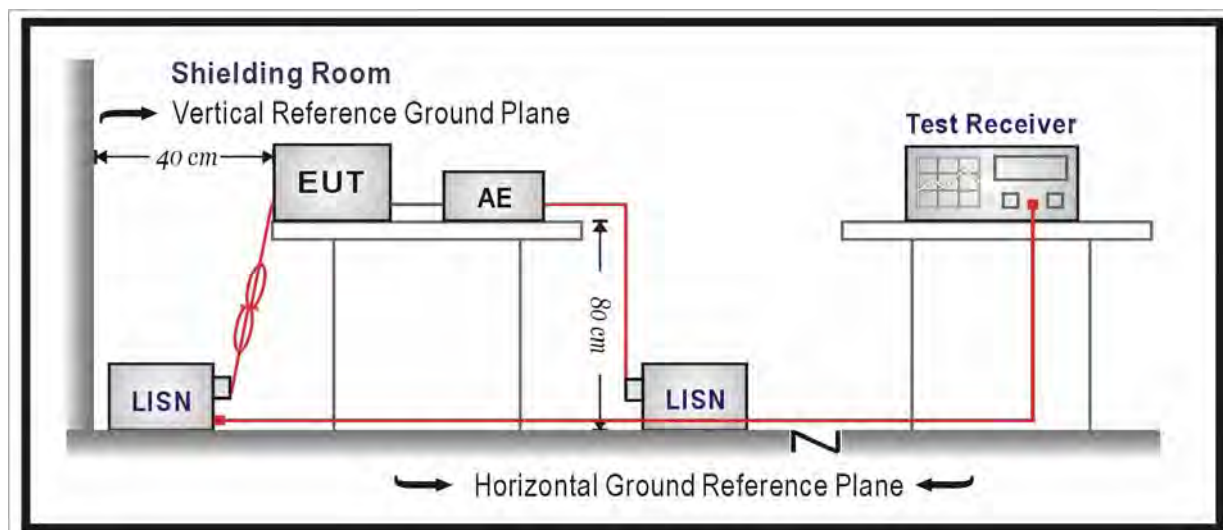 Shielding Room
Vertical Reference Ground Plane
40 cm
Test Receiver
EUT
AE
80 cm
LISN
LISN
Horizontal Ground Reference Plane